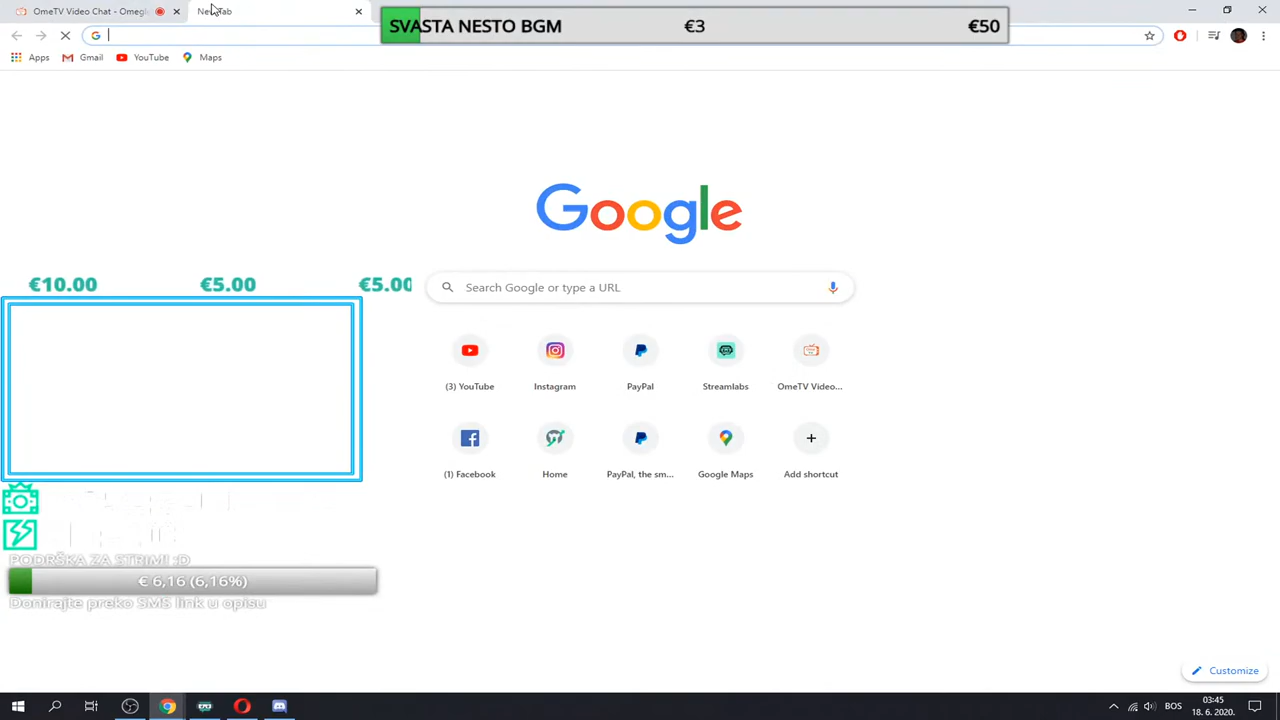 OmeTV Video Chat - Omegl
New Tab
SVASTA NESTO BGM €3 €50
Apps Gmail YouTube Maps
Google
€10.00 €5.00 €5.00
Search Google or type a URL
(3) YouTube Instagram PayPal Streamlabs OmeTV Video...
(1) Facebook Home PayPal, the sm... Google Maps Add shortcut
PODRŠKA ZA STRIM! :D
€ 6,16 (6,16%)
Donirajte preko SMS link u opisu
Customize
BOS
03:45
18. 6. 2020.